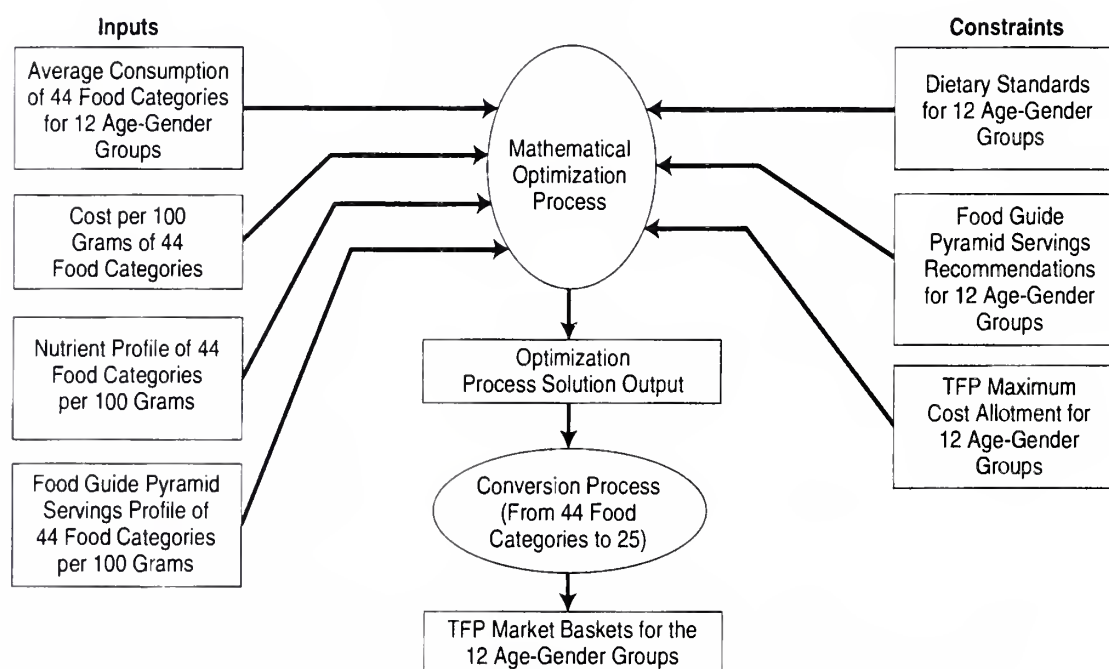 Inputs
Average Consumption
of 44 Food Categories
for 12 Age-Gender
Groups
Cost per 100
Grams of 44
Food Categories
Nutrient Profile of 44
Food Categories
per 100 Grams
Food Guide Pyramid
Servings Profile of
44 Food Categories
per 100 Grams
Mathematical
Optimization
Process
Optimization
Process Solution Output
Conversion Process
(From 44 Food
Categories to 25)
TFP Market Baskets for the
12 Age-Gender Groups
Constraints
Dietary Standards
for 12 Age-Gender
Groups
Food Guide
Pyramid Servings
Recommendations
for 12 Age-Gender
Groups
TFP Maximum
Cost Allotment for
12 Age-Gender
Groups